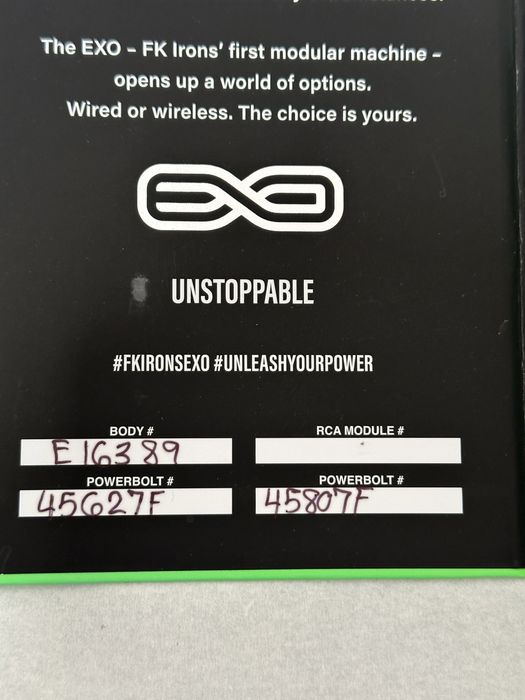 The EXO – FK Irons' first modular machine –
opens up a world of options.
Wired or wireless. The choice is yours.
EXO
UNSTOPPABLE
#FKIRONSEXO #UNLEASHYOURPOWER
BODY #
E16389
RCA MODULE #
POWERBOLT #
45627F
POWERBOLT #
45807F